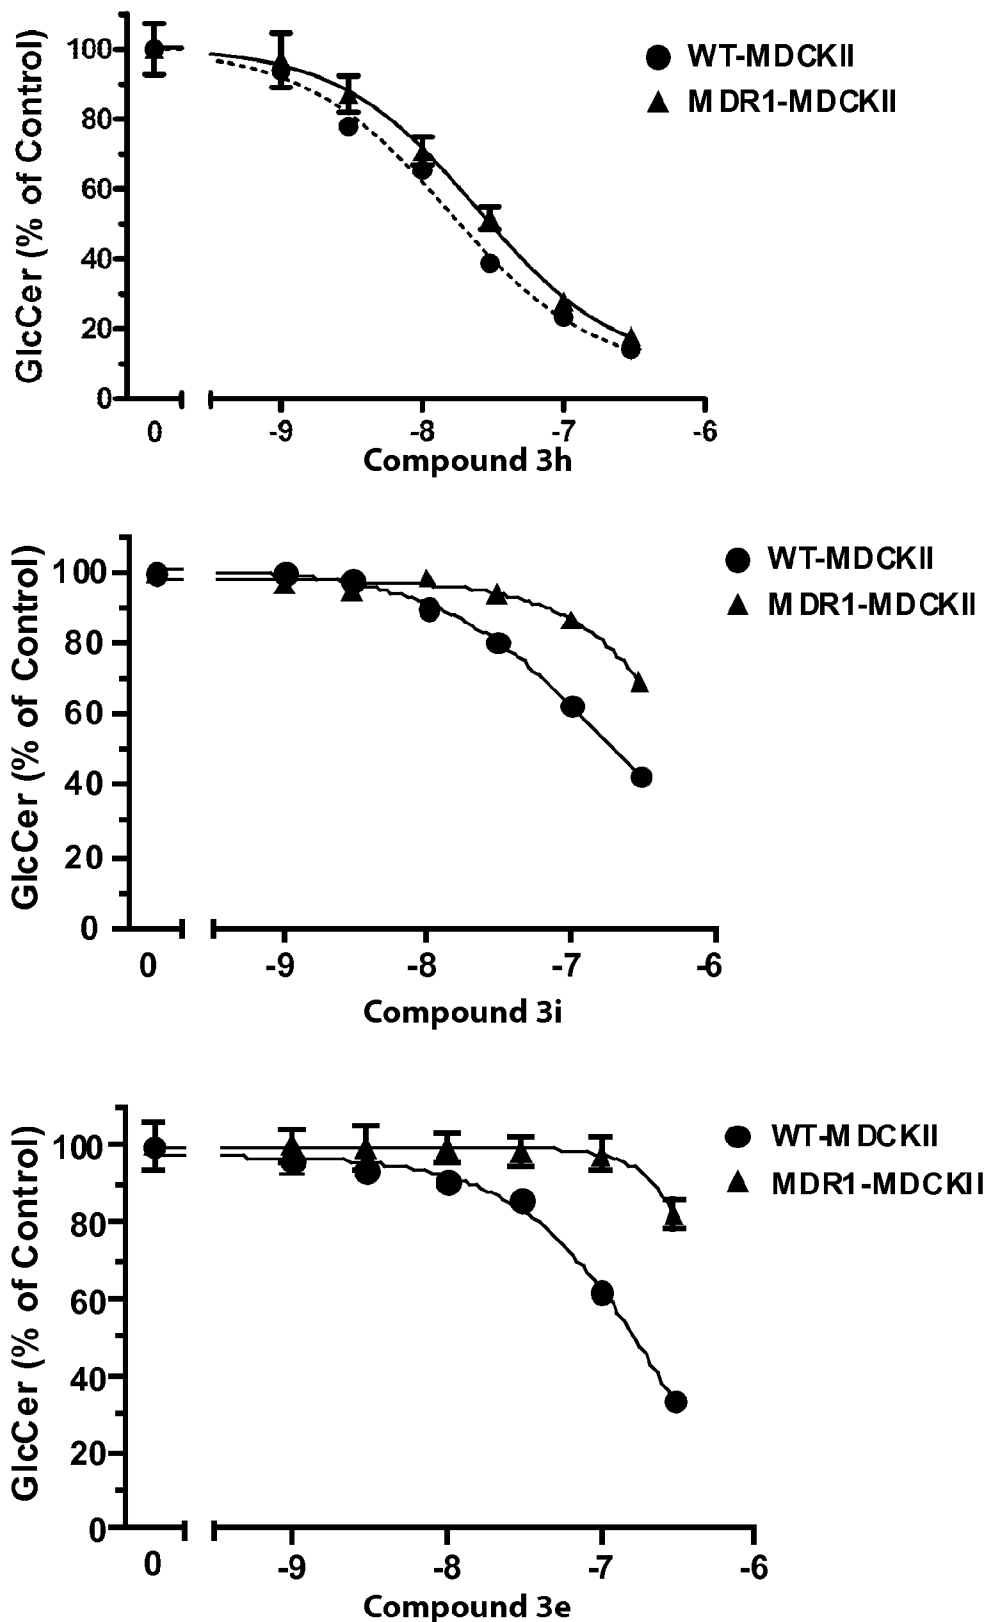 GlcCer (% of Control)
100
80
60
40
20
0
0 -9 -8 -7 -6
Compound 3h
WT-MDCKII
MDR1-MDCKII
GlcCer (% of Control)
100
80
60
40
20
0
0 -9 -8 -7 -6
Compound 3i
WT-MDCKII
MDR1-MDCKII
GlcCer (% of Control)
100
80
60
40
20
0
0 -9 -8 -7 -6
Compound 3e
WT-MDCKII
MDR1-MDCKII